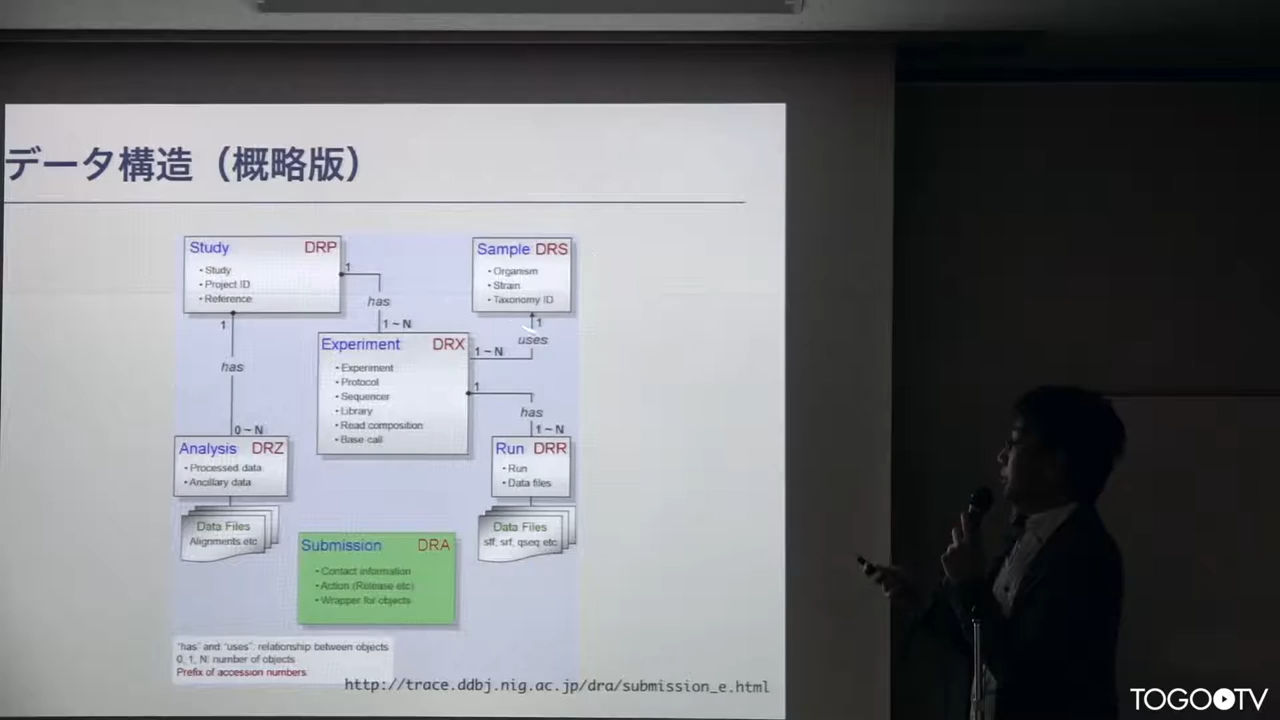 データ構造（概略版）
Study DRP
・Study
・Project ID
・Reference
Sample DRS
・Organism
・Strain
・Taxonomy ID
1
has
1 ~ N
1
uses
1 ~ N
1
has
0 ~ N
Experiment DRX
・Experiment
・Protocol
・Sequencer
・Library
・Read composition
・Base call
1
has
1 ~ N
Analysis DRZ
・Processed data
・Ancillary data
Run DRR
・Run
・Data files
Data Files
Alignments etc
Data Files
sff, srf, qseq etc
Submission DRA
・Contact information
・Action (Release etc)
・Wrapper for objects
"has" and "uses": relationship between objects
0, 1, N: number of objects
Prefix of accession numbers
http://trace.ddbj.nig.ac.jp/dra/submission_e.html
TOGOTV